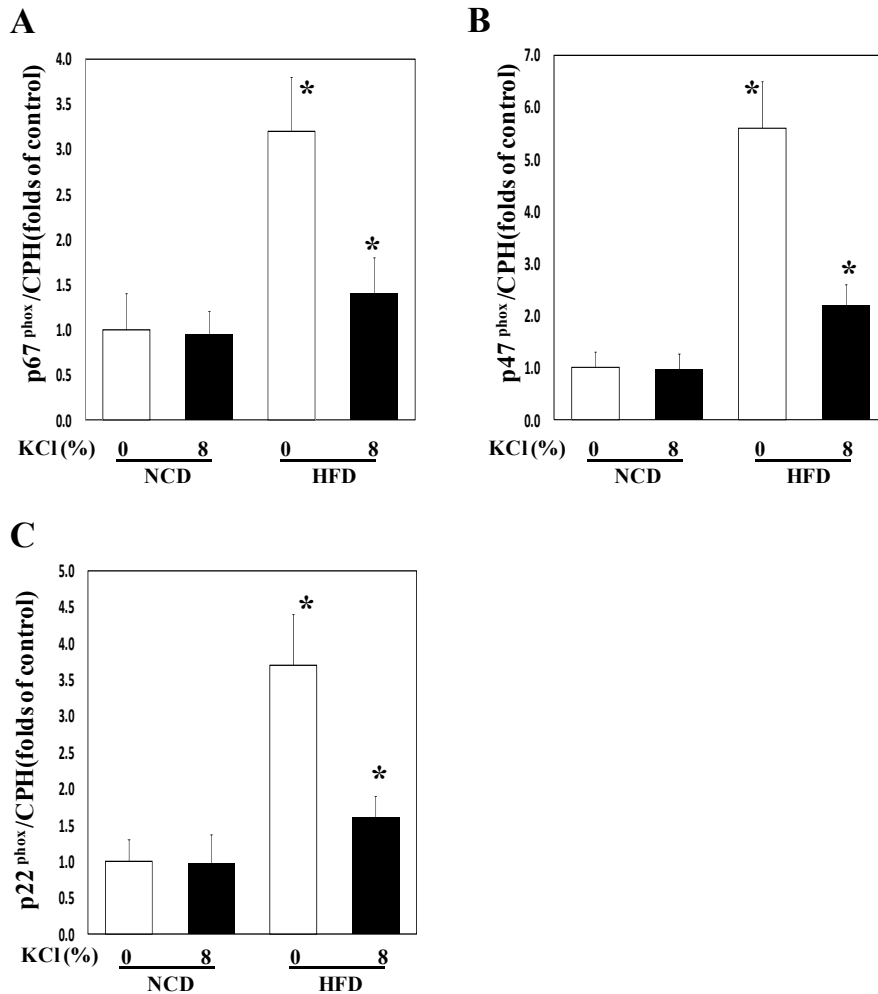 A
p67 phox /CPH(folds of control)
4.0
3.5
3.0
2.5
2.0
1.5
1.0
0.5
0.0
*
*
KCl(%) 0 8 0 8
NCD HFD
B
p47 phox /CPH(folds of control)
7.0
6.0
5.0
4.0
3.0
2.0
1.0
0.0
*
*
KCl(%) 0 8 0 8
NCD HFD
C
p22 phox /CPH(folds of control)
5.0
4.5
4.0
3.5
3.0
2.5
2.0
1.5
1.0
0.5
0.0
*
*
KCl(%) 0 8 0 8
NCD HFD